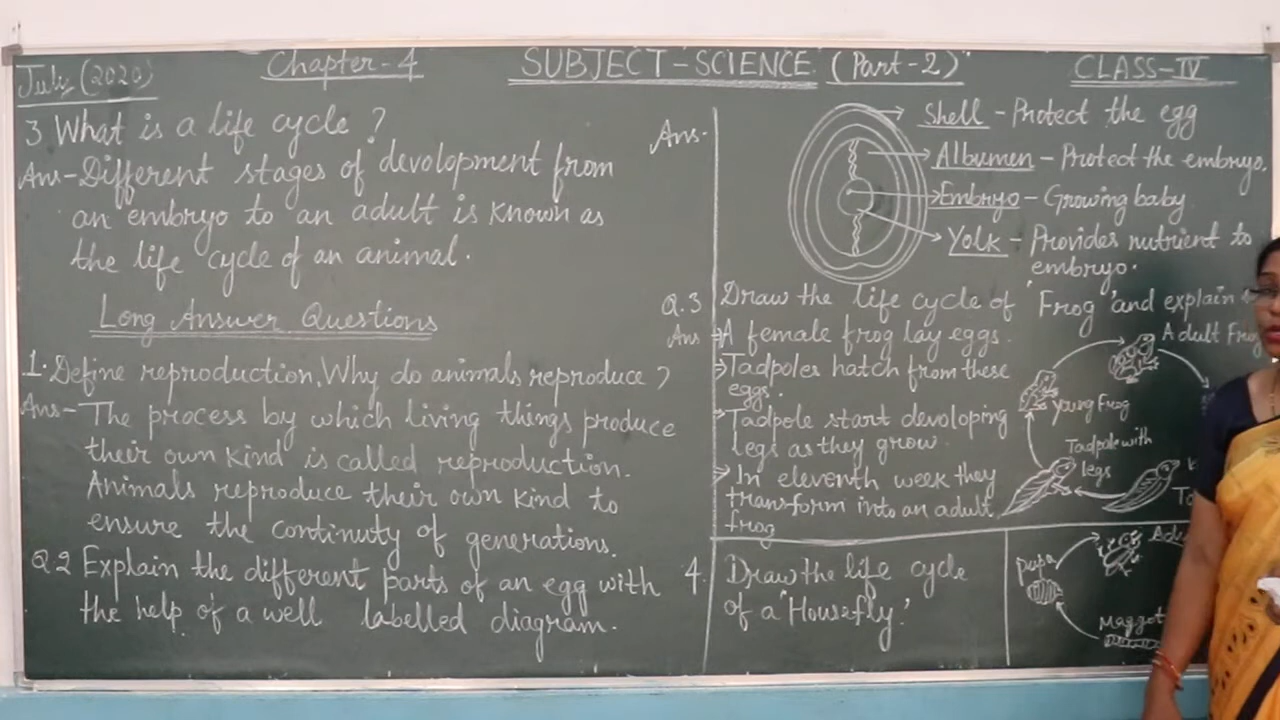 July (2020)
Chapter-4
SUBJECT-SCIENCE (Part-2)
CLASS-IV
3 What is a life cycle?
Ans-Different stages of devolopment from
an embryo to an adult is known as
the life cycle of an animal.
Long Answer Questions
1. Define reproduction. Why do animals reproduce?
Ans- The process by which living things produce
their own kind is called reproduction.
Animals reproduce their own kind to
ensure the continuity of generations.
Q.2 Explain the different parts of an egg with
the help of a well labelled diagram.
Ans-
Shell - Protect the egg
Albumen - Protect the embryo.
Embryo - Growing baby
Yolk - Provides nutrient to
embryo.
Q.3 Draw the life cycle of "Frog" and explain
Ans → A female frog lay eggs.
→ Tadpoles hatch from these
eggs.
→ Tadpole start devoloping
legs as they grow.
→ In eleventh week they
transform into an adult
frog
Adult
young Frog
Tadpole with
legs
4. Draw the life cycle
of a "Housefly."
pupa
Maggot